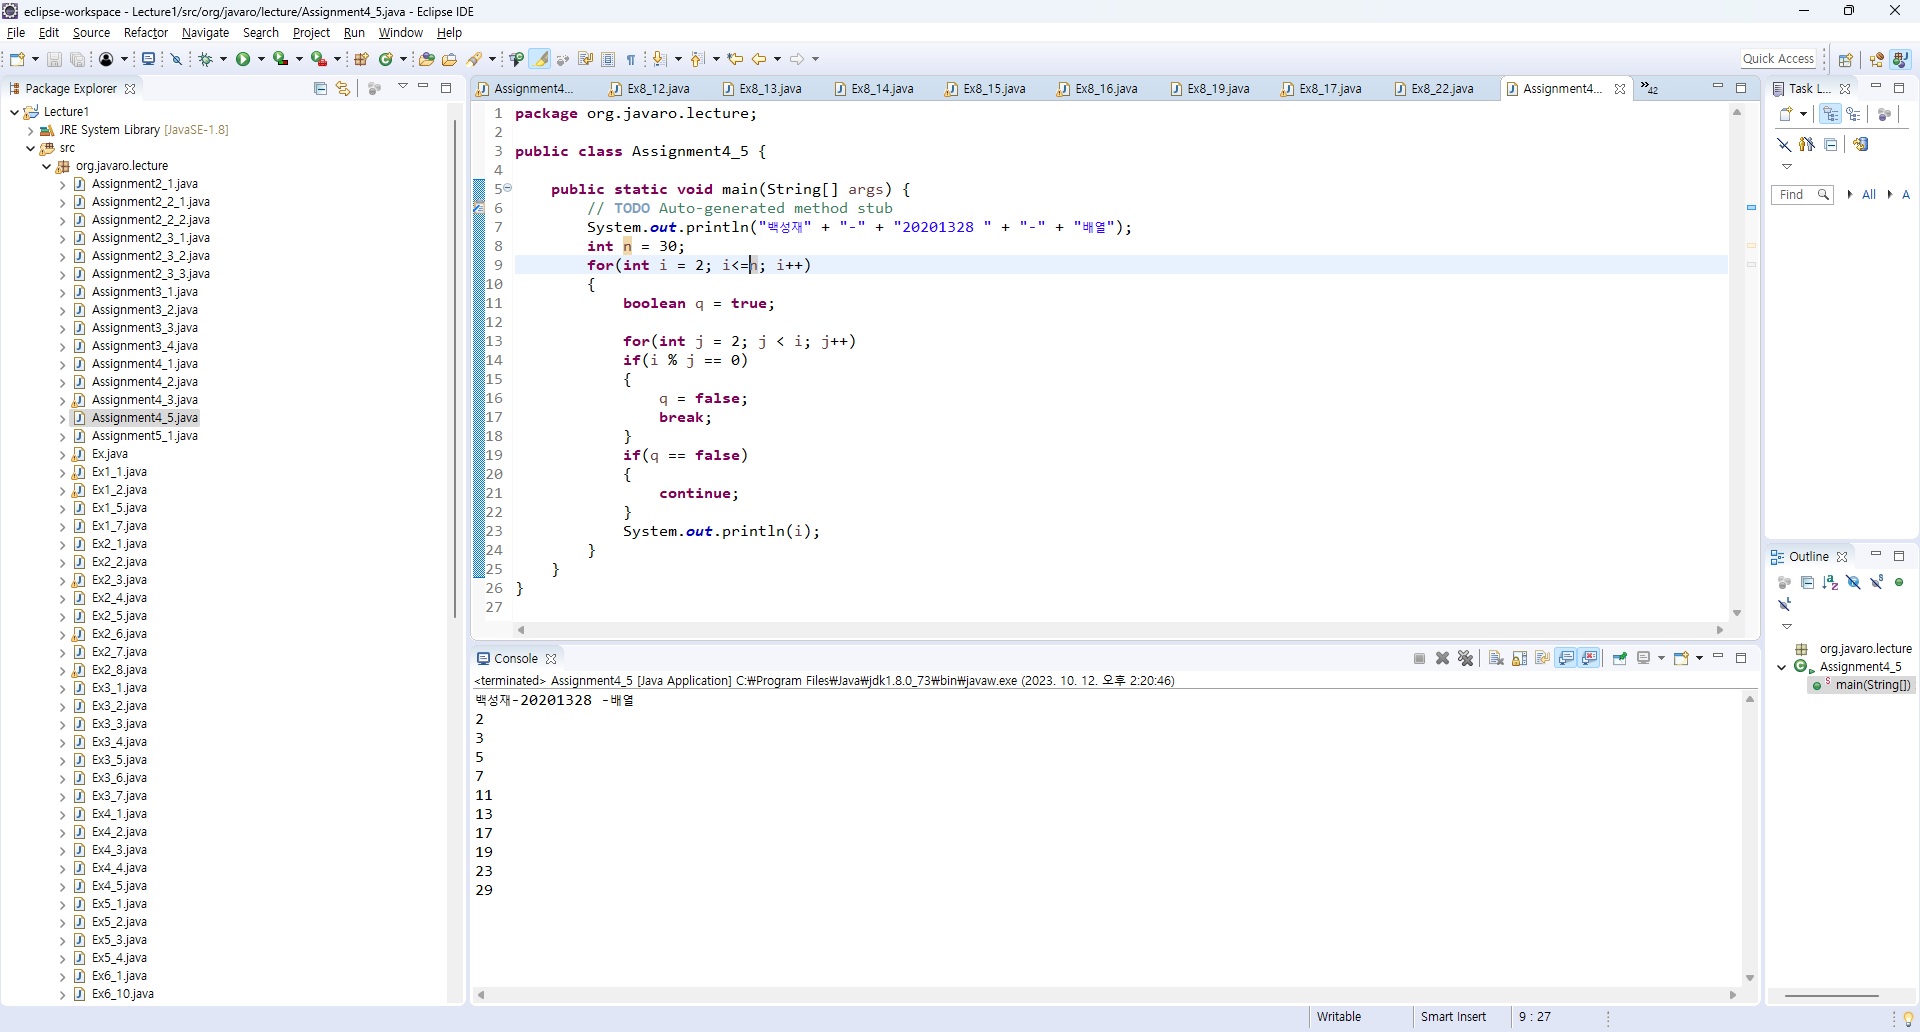 eclipse-workspace - Lecture1/src/org/javaro/lecture/Assignment4_5.java - Eclipse IDE
File Edit Source Refactor Navigate Search Project Run Window Help
Quick Access
Package Explorer
Lecture1
JRE System Library [JavaSE-1.8]
src
org.javaro.lecture
Assignment2_1.java
Assignment2_2_1.java
Assignment2_2_2.java
Assignment2_3_1.java
Assignment2_3_2.java
Assignment2_3_3.java
Assignment3_1.java
Assignment3_2.java
Assignment3_3.java
Assignment3_4.java
Assignment4_1.java
Assignment4_2.java
Assignment4_3.java
Assignment4_5.java
Assignment5_1.java
Ex.java
Ex1_1.java
Ex1_2.java
Ex1_5.java
Ex1_7.java
Ex2_1.java
Ex2_2.java
Ex2_3.java
Ex2_4.java
Ex2_5.java
Ex2_6.java
Ex2_7.java
Ex2_8.java
Ex3_1.java
Ex3_2.java
Ex3_3.java
Ex3_4.java
Ex3_5.java
Ex3_6.java
Ex3_7.java
Ex4_1.java
Ex4_2.java
Ex4_3.java
Ex4_4.java
Ex4_5.java
Ex5_1.java
Ex5_2.java
Ex5_3.java
Ex5_4.java
Ex6_1.java
Ex6_10.java
Assignment4... Ex8_12.java Ex8_13.java Ex8_14.java Ex8_15.java Ex8_16.java Ex8_19.java Ex8_17.java Ex8_22.java Assignment4... »42
1 package org.javaro.lecture;
2
3 public class Assignment4_5 {
4
5 public static void main(String[] args) {
6 // TODO Auto-generated method stub
7 System.out.println("백성재" + "-" + "20201328 " + "-" + "배열");
8 int n = 30;
9 for(int i = 2; i<=n; i++)
10 {
11 boolean q = true;
12
13 for(int j = 2; j < i; j++)
14 if(i % j == 0)
15 {
16 q = false;
17 break;
18 }
19 if(q == false)
20 {
21 continue;
22 }
23 System.out.println(i);
24 }
25 }
26 }
27
Console
<terminated> Assignment4_5 [Java Application] C:₩Program Files₩Java₩jdk1.8.0_73₩bin₩javaw.exe (2023. 10. 12. 오후 2:20:46)
백성재-20201328 -배열
2
3
5
7
11
13
17
19
23
29
Task L...
Find All A
Outline
org.javaro.lecture
Assignment4_5
main(String[])
Writable Smart Insert 9 : 27